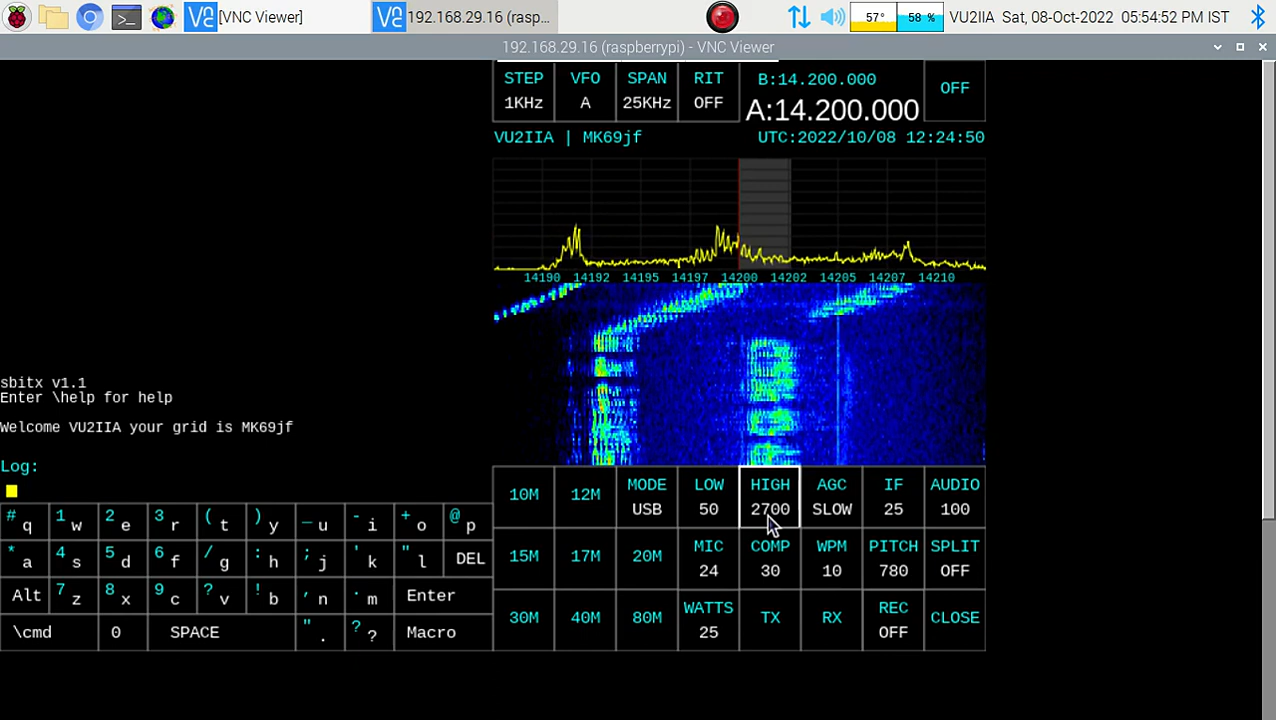 [VNC Viewer]
192.168.29.16 (rasp...
57°
58 %
VU2IIA Sat, 08-Oct-2022 05:54:52 PM IST
192.168.29.16 (raspberrypi) - VNC Viewer
STEP VFO SPAN RIT B:14.200.000 OFF
1KHz A 25KHz OFF A:14.200.000
VU2IIA | MK69jf UTC:2022/10/08 12:24:50
14190 14192 14195 14197 14200 14202 14205 14207 14210
sbitx v1.1
Enter \help for help
Welcome VU2IIA your grid is MK69jf
Log:
10M 12M MODE LOW HIGH AGC IF AUDIO
USB 50 2700 SLOW 25 100
15M 17M 20M MIC COMP WPM PITCH SPLIT
24 30 10 780 OFF
30M 40M 80M WATTS TX RX REC CLOSE
25 OFF
# q 1 w 2 e 3 r ( t ) y _ u - i + o @ p
* a 4 s 5 d 6 f / g : h ; j ' k " l DEL
Alt 7 z 8 x 9 c ? v ! b , n . m Enter
\cmd 0 SPACE " . ? ? Macro